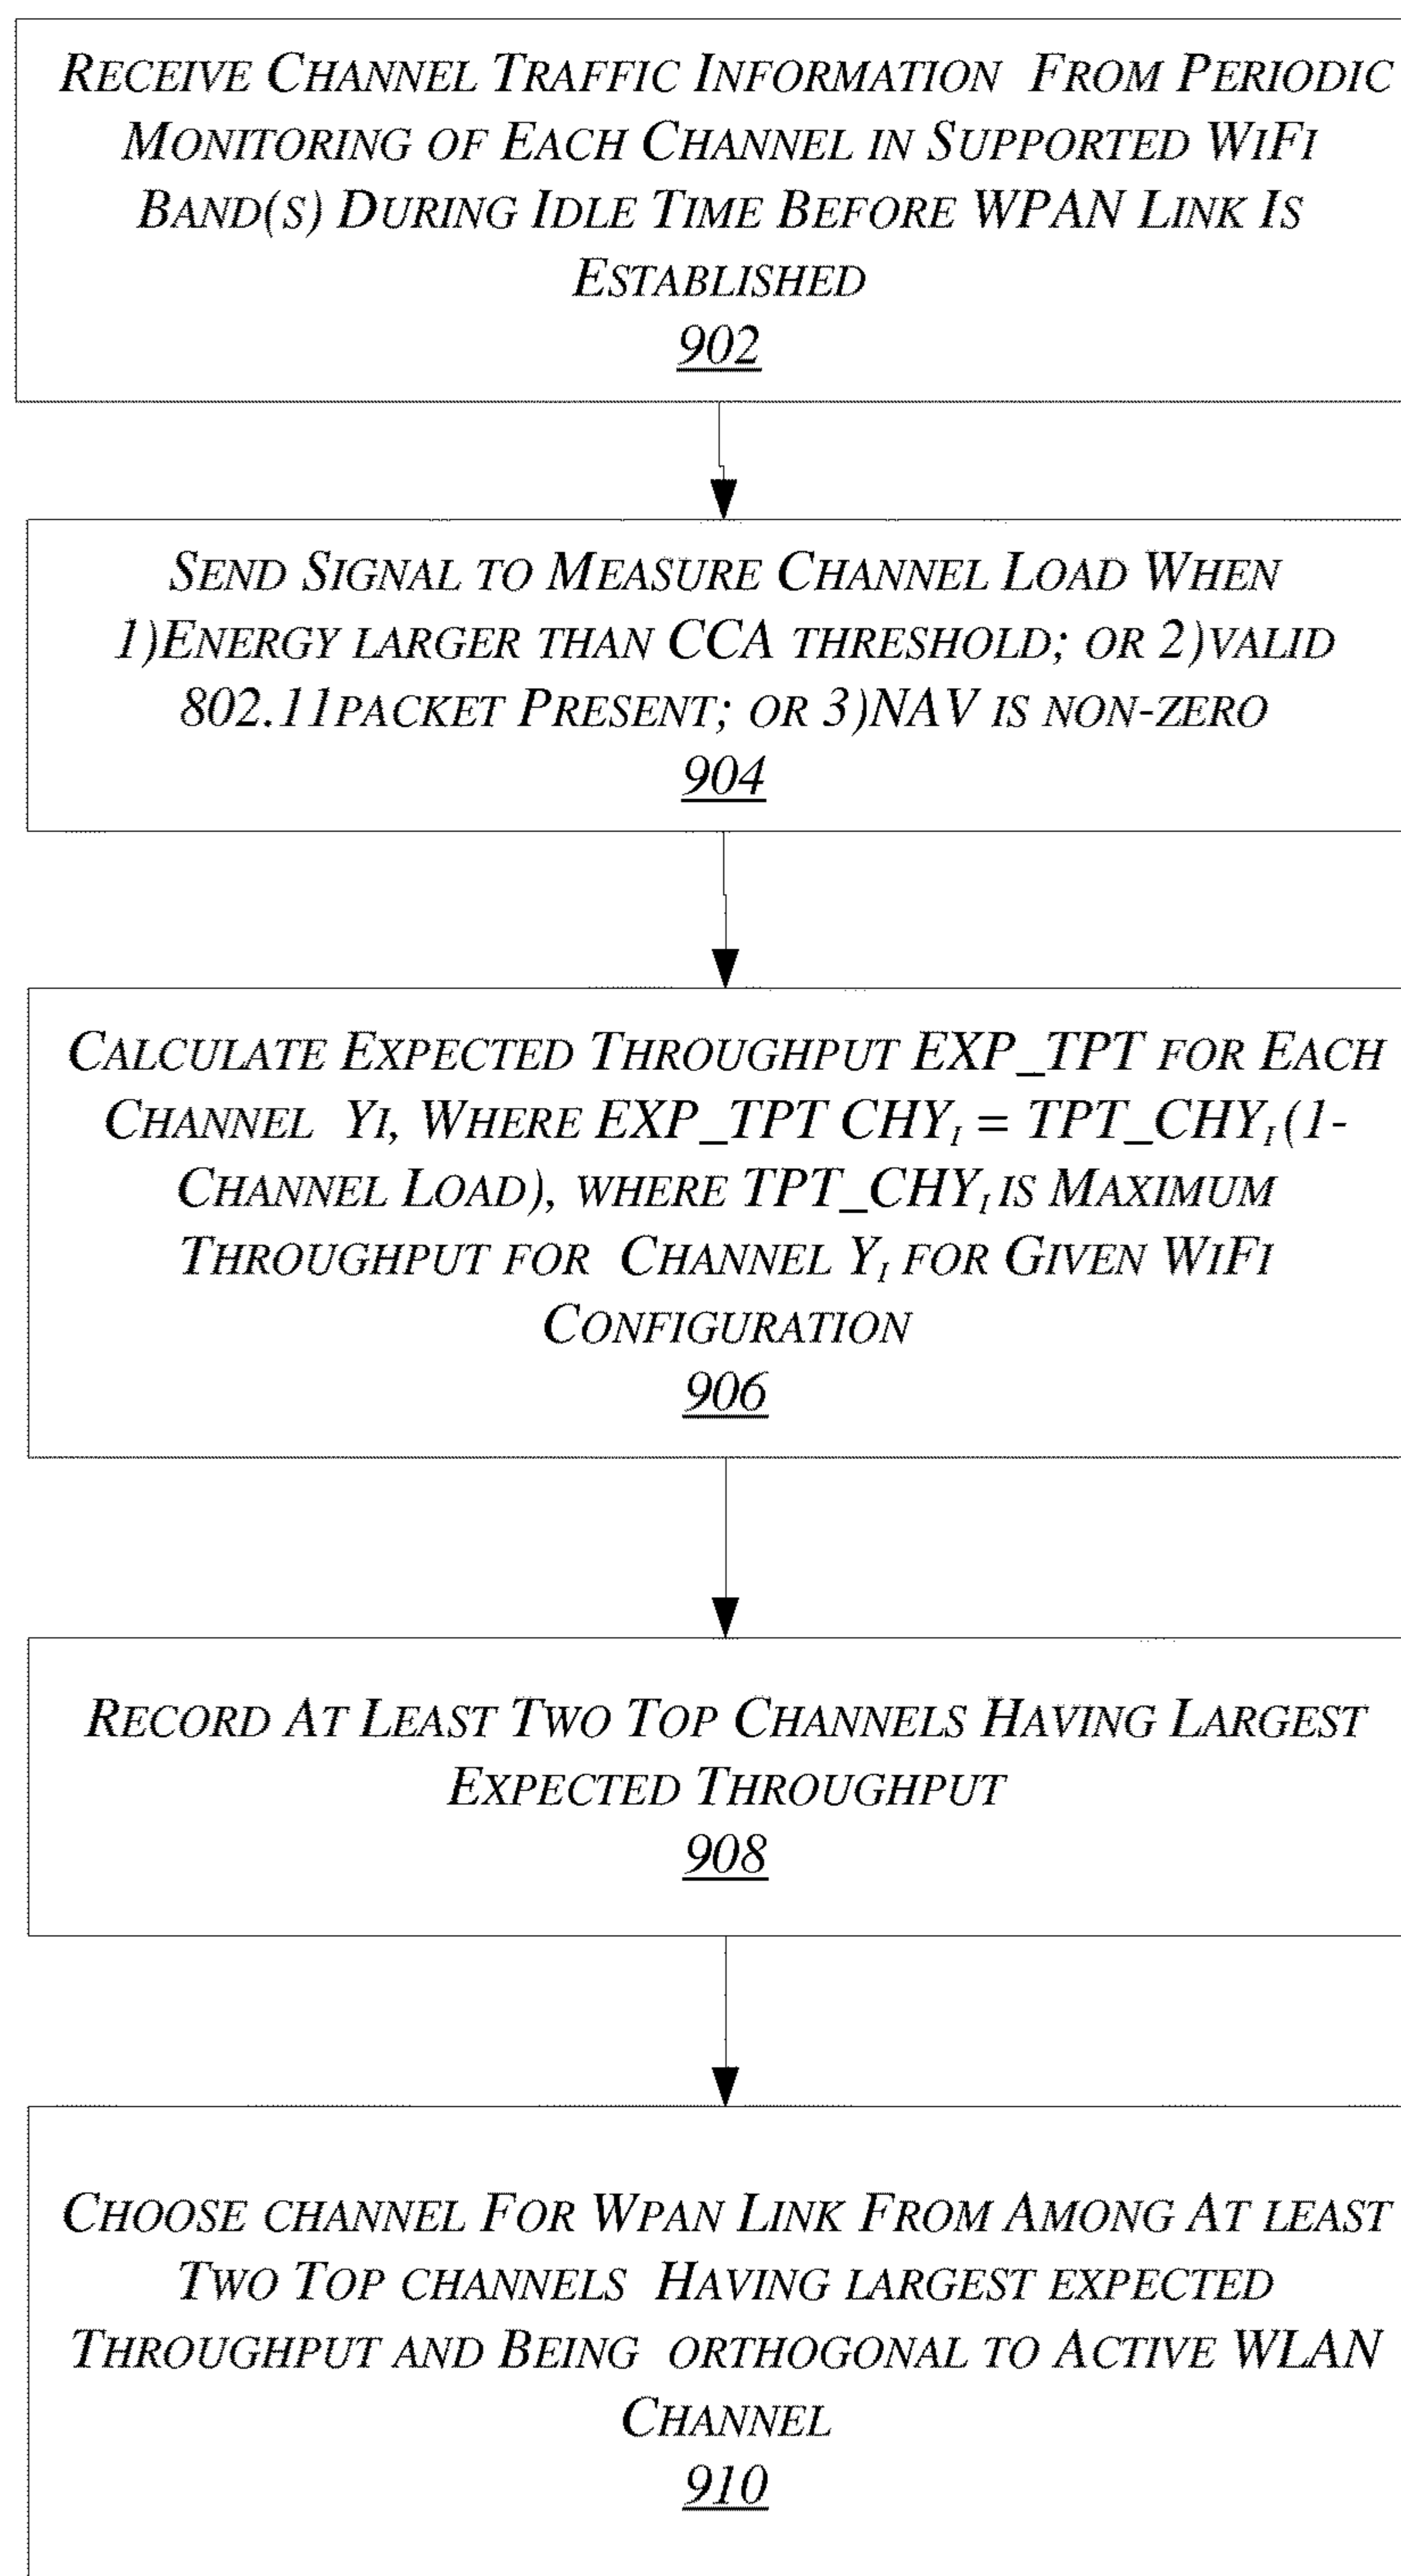 RECEIVE CHANNEL TRAFFIC INFORMATION FROM PERIODIC
MONITORING OF EACH CHANNEL IN SUPPORTED WIFI
BAND(S) DURING IDLE TIME BEFORE WPAN LINK IS
ESTABLISHED
902
SEND SIGNAL TO MEASURE CHANNEL LOAD WHEN
1)ENERGY LARGER THAN CCA THRESHOLD; OR 2)VALID
802.11PACKET PRESENT; OR 3)NAV IS NON-ZERO
904
CALCULATE EXPECTED THROUGHPUT EXP_TPT FOR EACH
CHANNEL YI, WHERE EXP_TPT CHY_I = TPT_CHY_I (1-
CHANNEL LOAD), WHERE TPT_CHY_I IS MAXIMUM
THROUGHPUT FOR CHANNEL Y_I FOR GIVEN WIFI
CONFIGURATION
906
RECORD AT LEAST TWO TOP CHANNELS HAVING LARGEST
EXPECTED THROUGHPUT
908
CHOOSE CHANNEL FOR WPAN LINK FROM AMONG AT LEAST
TWO TOP CHANNELS HAVING LARGEST EXPECTED
THROUGHPUT AND BEING ORTHOGONAL TO ACTIVE WLAN
CHANNEL
910